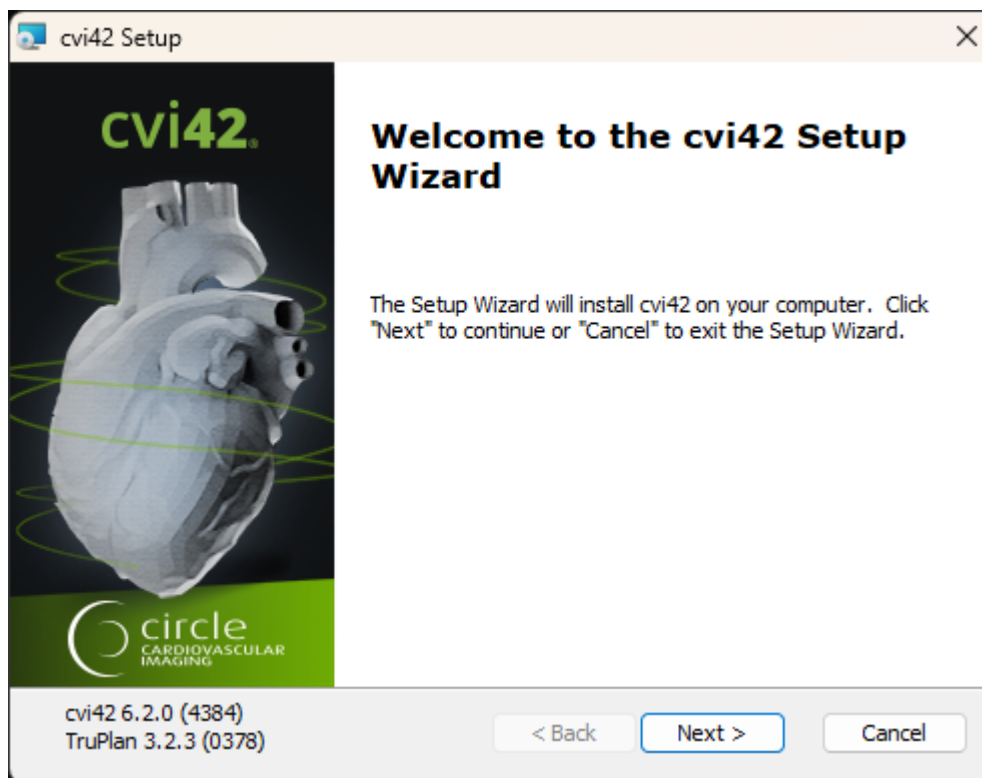 cvi42 Setup
cvi42®
Welcome to the cvi42 Setup
Wizard
The Setup Wizard will install cvi42 on your computer. Click
"Next" to continue or "Cancel" to exit the Setup Wizard.
circle
CARDIOVASCULAR
IMAGING
cvi42 6.2.0 (4384)
TruPlan 3.2.3 (0378)
< Back
Next >
Cancel